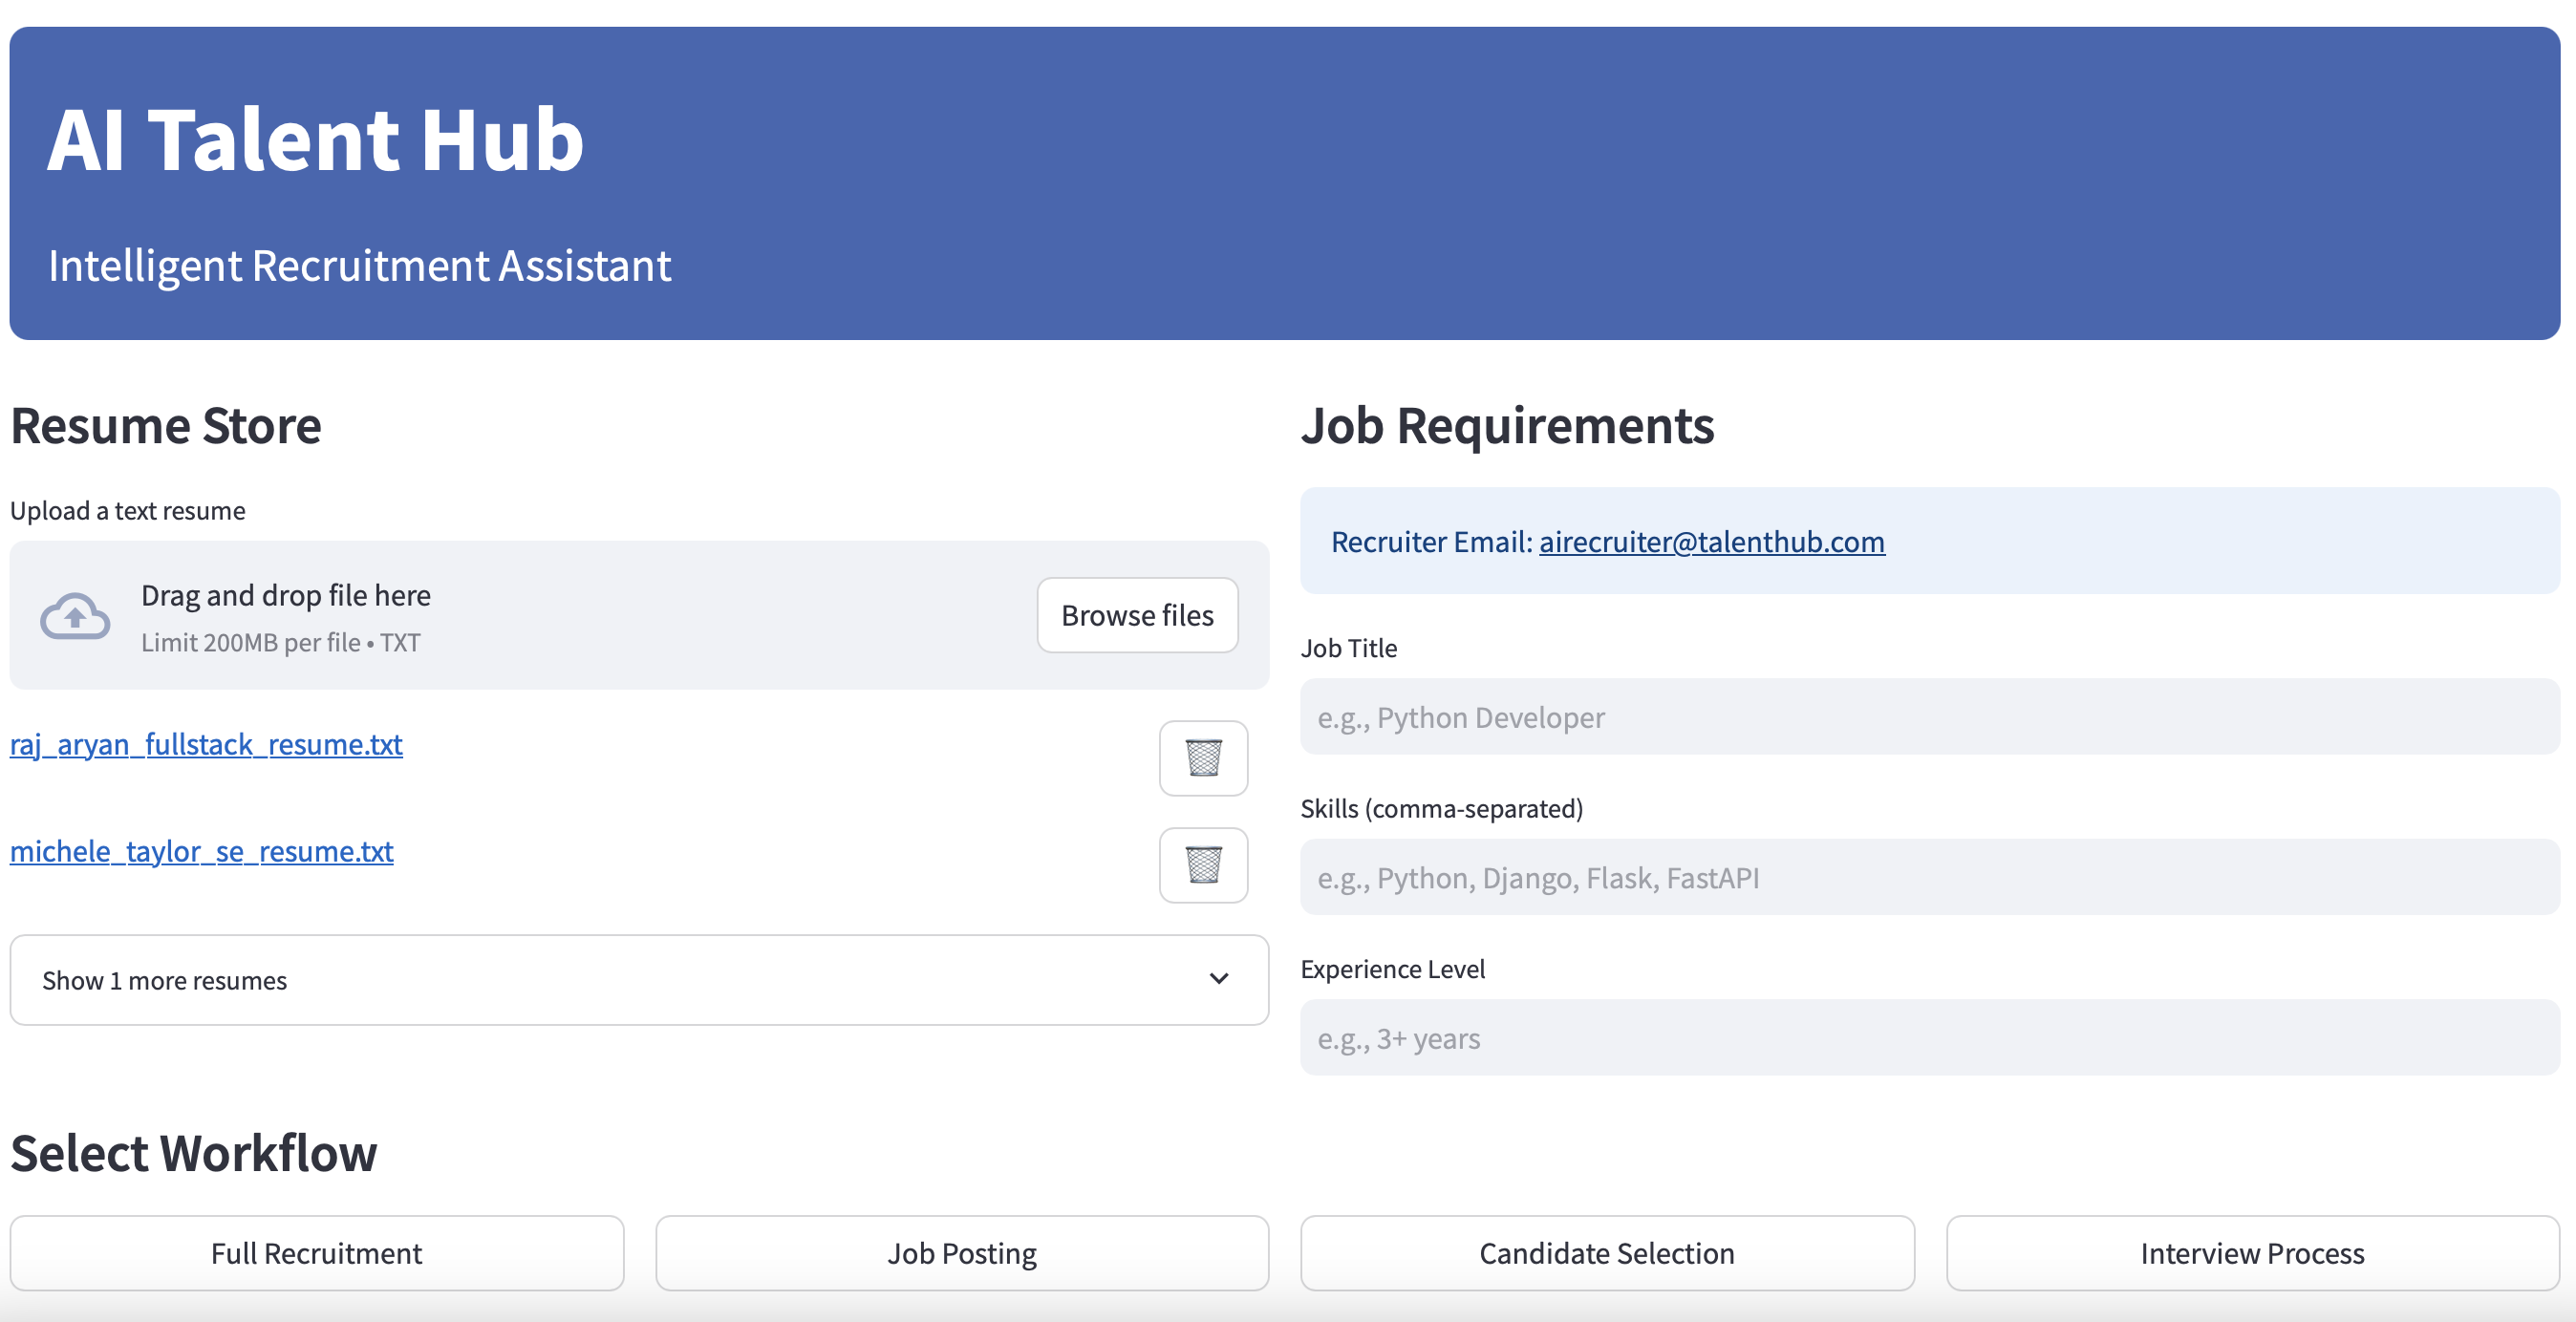 AI Talent Hub
Intelligent Recruitment Assistant
Resume Store
Upload a text resume
Drag and drop file here
Limit 200MB per file • TXT
Browse files
raj_aryan_fullstack_resume.txt
michele_taylor_se_resume.txt
Show 1 more resumes
Job Requirements
Recruiter Email: airecruiter@talenthub.com
Job Title
e.g., Python Developer
Skills (comma-separated)
e.g., Python, Django, Flask, FastAPI
Experience Level
e.g., 3+ years
Select Workflow
Full Recruitment
Job Posting
Candidate Selection
Interview Process